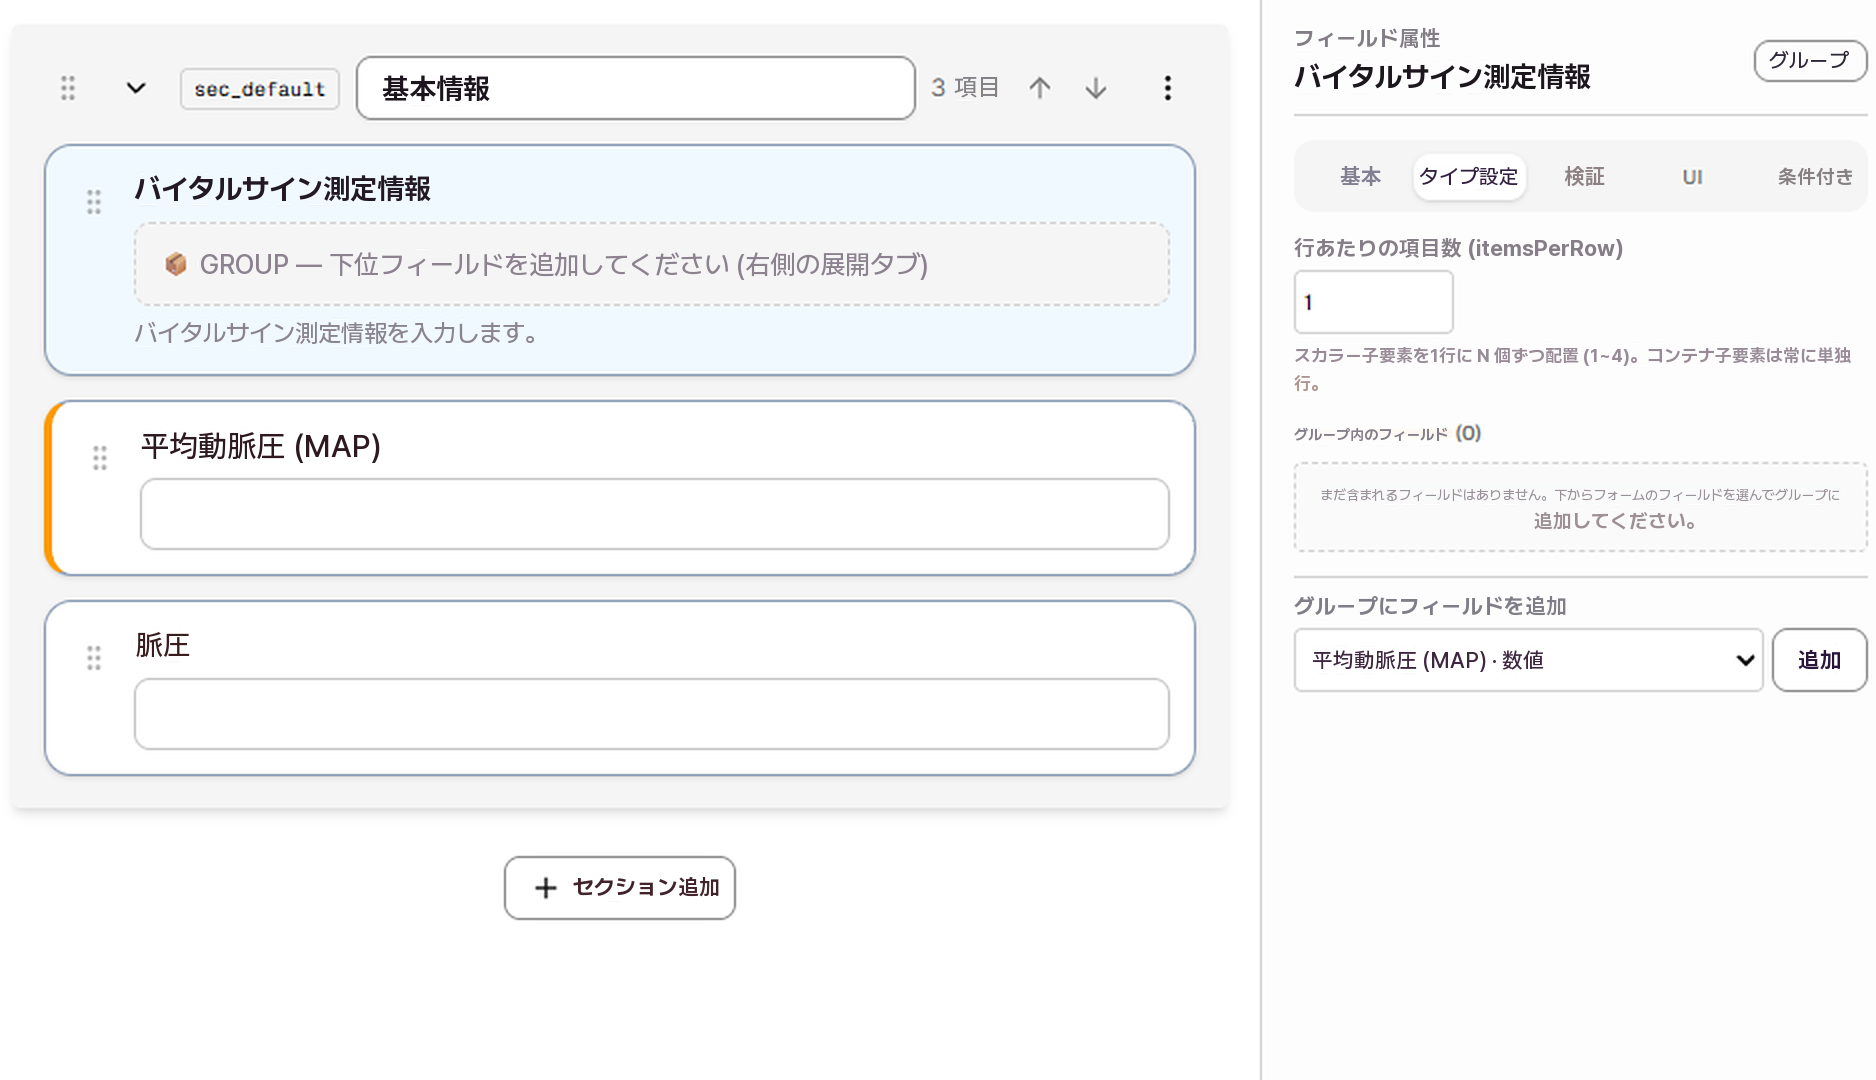 sec_default
基本情報
3 項目
バイタルサイン測定情報
GROUP — 下位フィールドを追加してください (右側の展開タブ)
バイタルサイン測定情報を入力します。
平均動脈圧 (MAP)
脈圧
セクション追加
フィールド属性
バイタルサイン測定情報
グループ
基本 タイプ設定 検証 UI 条件付き
行あたりの項目数 (itemsPerRow)
1
スカラー子要素を1行に N 個ずつ配置 (1~4)。コンテナ子要素は常に単独
行。
グループ内のフィールド (0)
まだ含まれるフィールドはありません。下からフォームのフィールドを選んでグループに
追加してください。
グループにフィールドを追加
平均動脈圧 (MAP) · 数値
追加